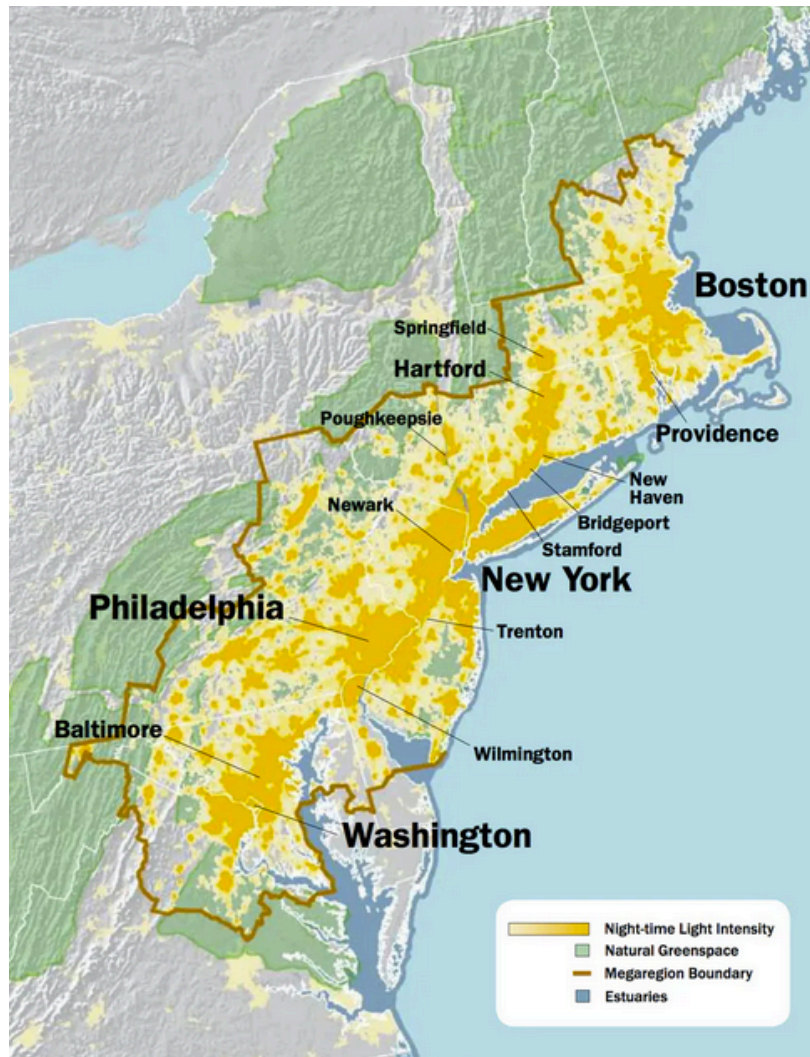 Boston
Springfield
Hartford
Poughkeepsie
Providence
New
Haven
Newark
Bridgeport
Stamford
New York
Philadelphia
Trenton
Baltimore
Wilmington
Washington
Night-time Light Intensity
Natural Greenspace
Megaregion Boundary
Estuaries